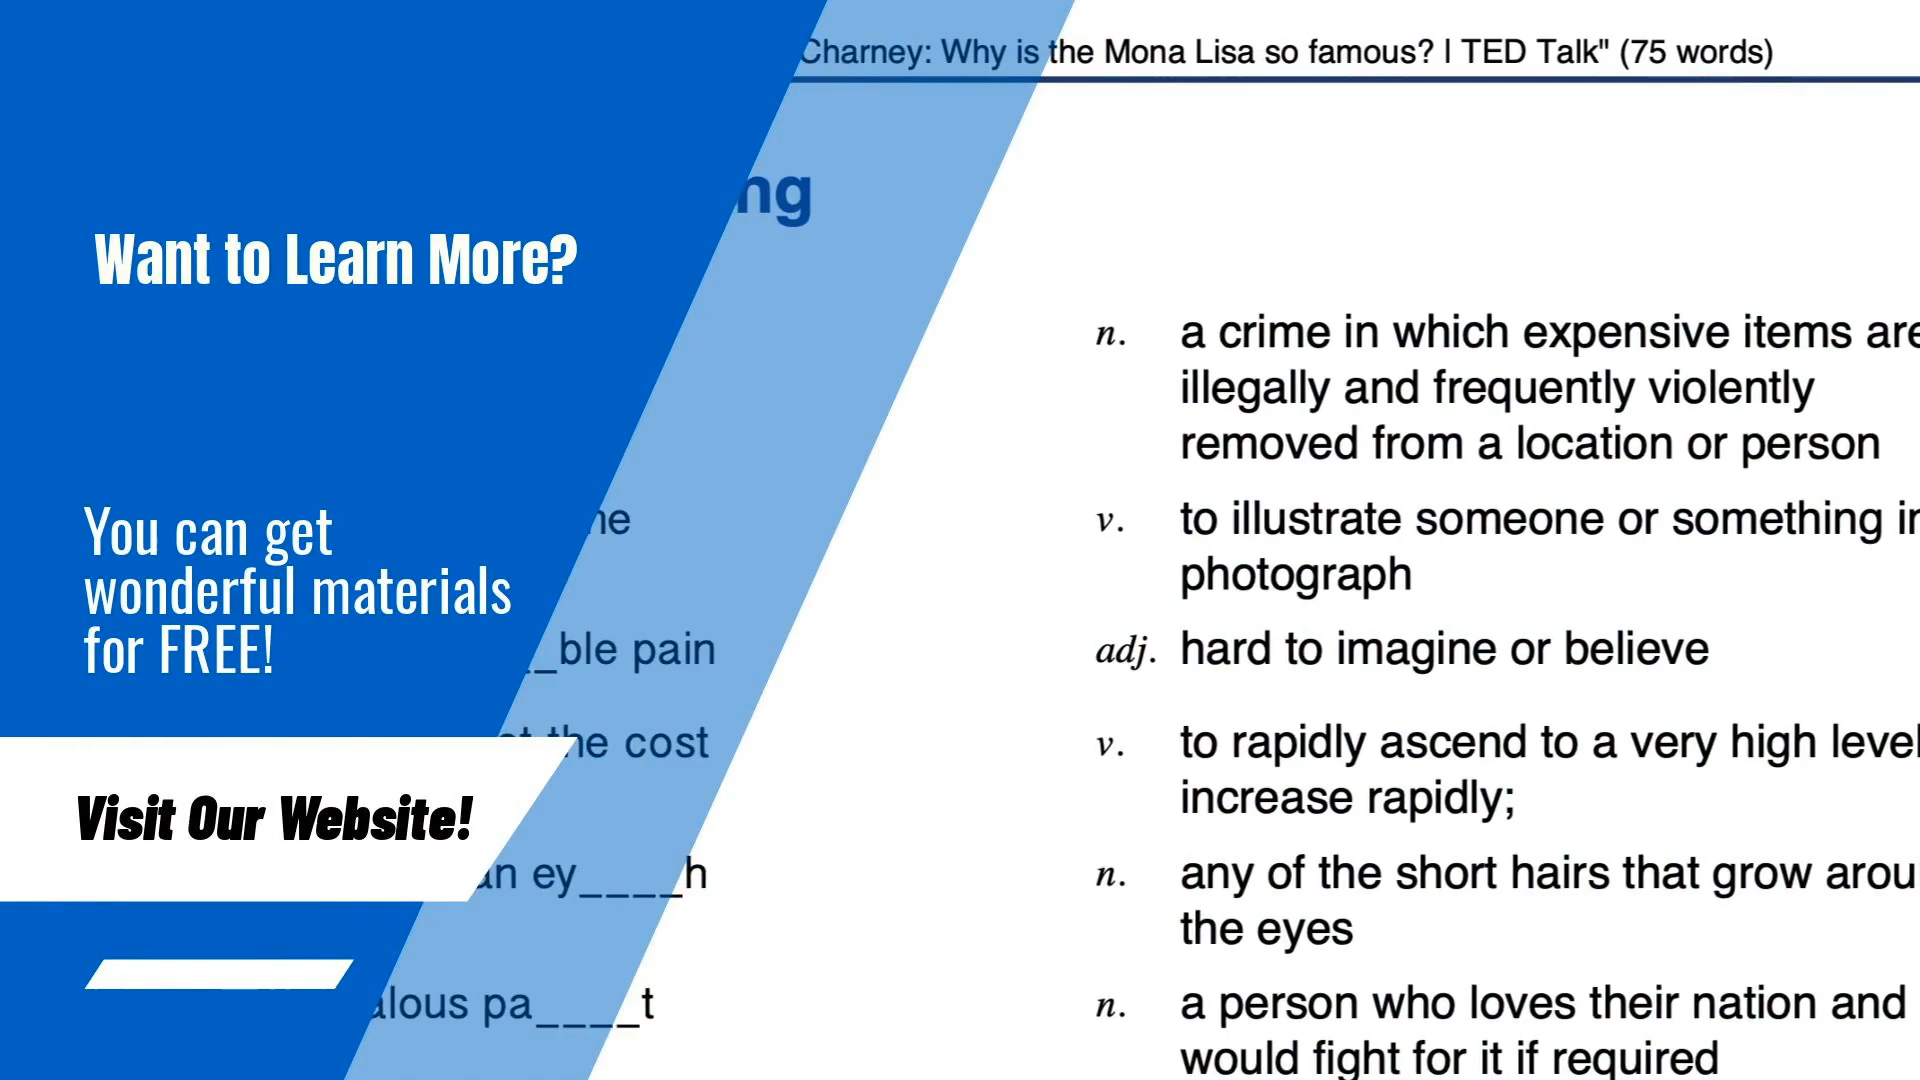 Charney: Why is the Mona Lisa so famous? | TED Talk" (75 words)
ng
Want to Learn More?
You can get
wonderful materials
for FREE!
Visit Our Website!
n. a crime in which expensive items are
illegally and frequently violently
removed from a location or person
v. to illustrate someone or something in
photograph
_ble pain
adj. hard to imagine or believe
the cost
v. to rapidly ascend to a very high level
increase rapidly;
an ey____h
n. any of the short hairs that grow arou
the eyes
alous pa____t
n. a person who loves their nation and
would fight for it if required